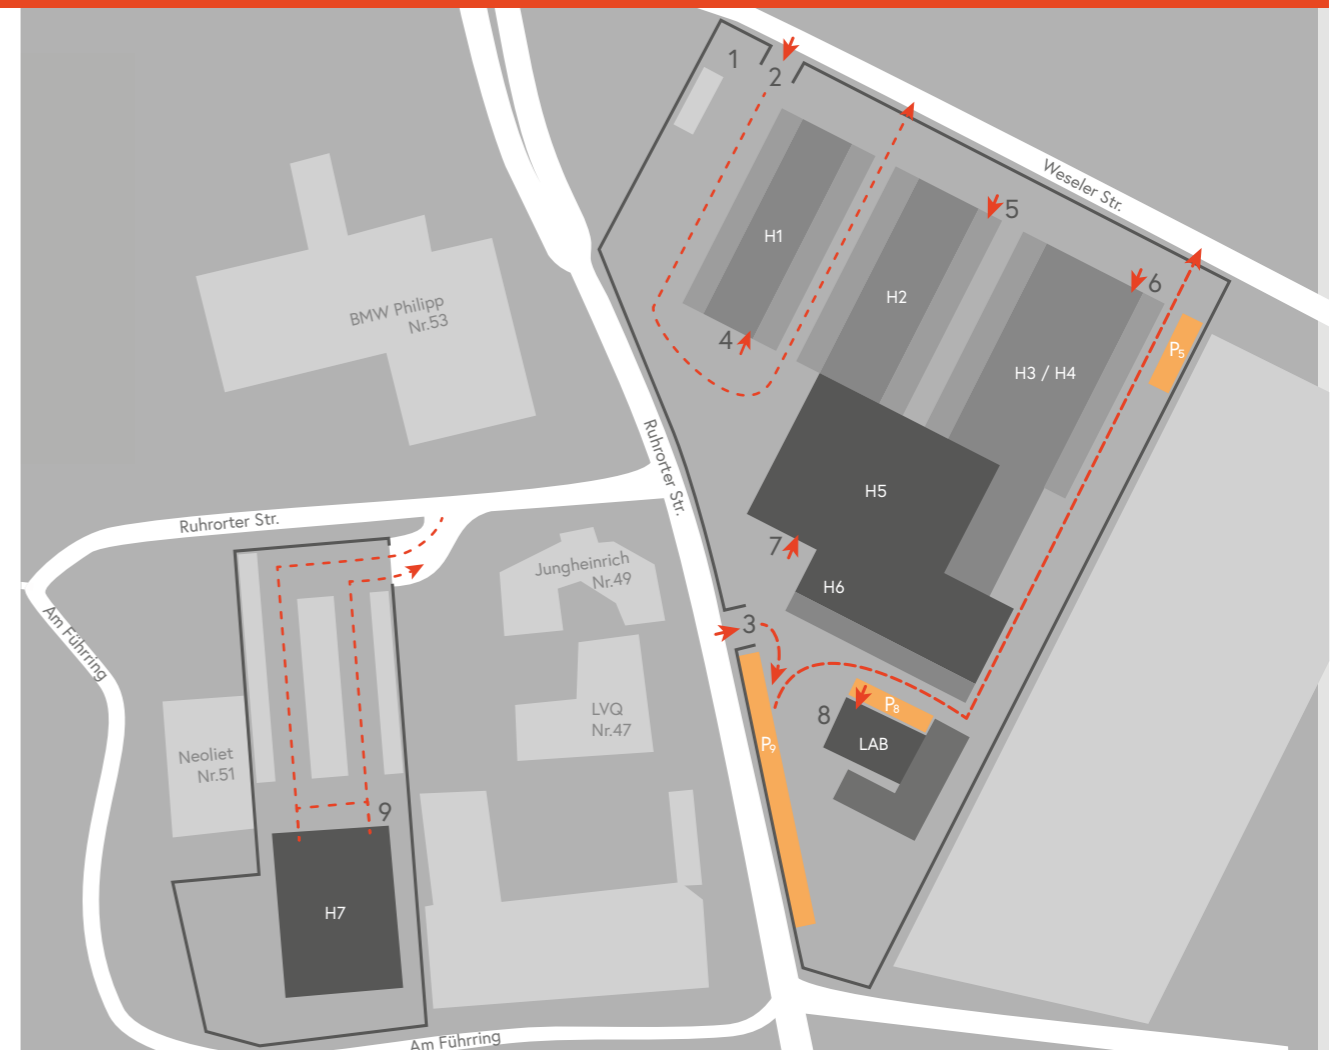 1
2
Weseler Str.
5
H1
6
H2
BMW Philipp
Nr.53
4
P5
H3 / H4
Ruhrorter Str.
H5
Ruhrorter Str.
7
Jungheinrich
Nr.49
H6
Am Führring
3
8
P8
LVQ
Nr.47
P9
LAB
Neoliet
Nr.51
9
H7
Am Führring